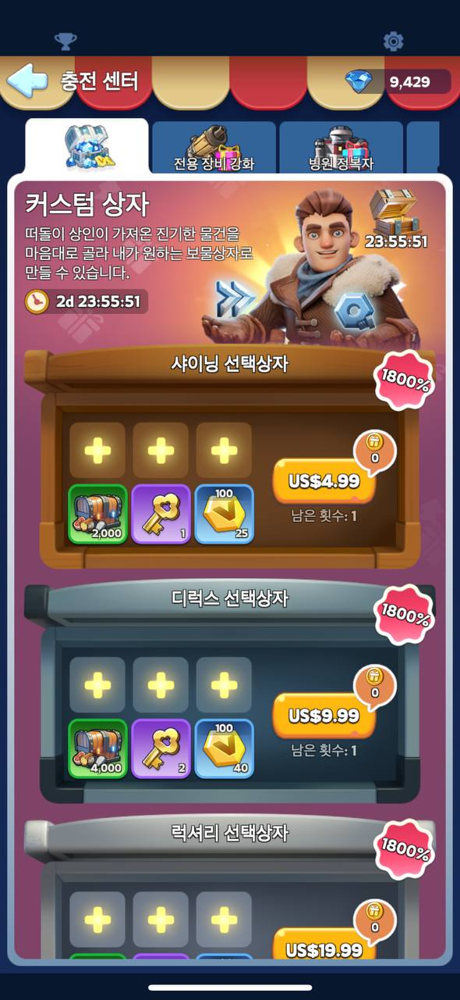 충전 센터
9,429
전용 장비 강화
빙원 정복자
커스텀 상자
떠돌이 상인이 가져온 진기한 물건을
마음대로 골라 내가 원하는 보물상자로
만들 수 있습니다.
23:55:51
2d 23:55:51
샤이닝 선택상자
1800%
0
US$4.99
남은 횟수: 1
2,000
1
100
25
디럭스 선택상자
1800%
0
US$9.99
남은 횟수: 1
4,000
2
100
40
럭셔리 선택상자
1800%
0
US$19.99